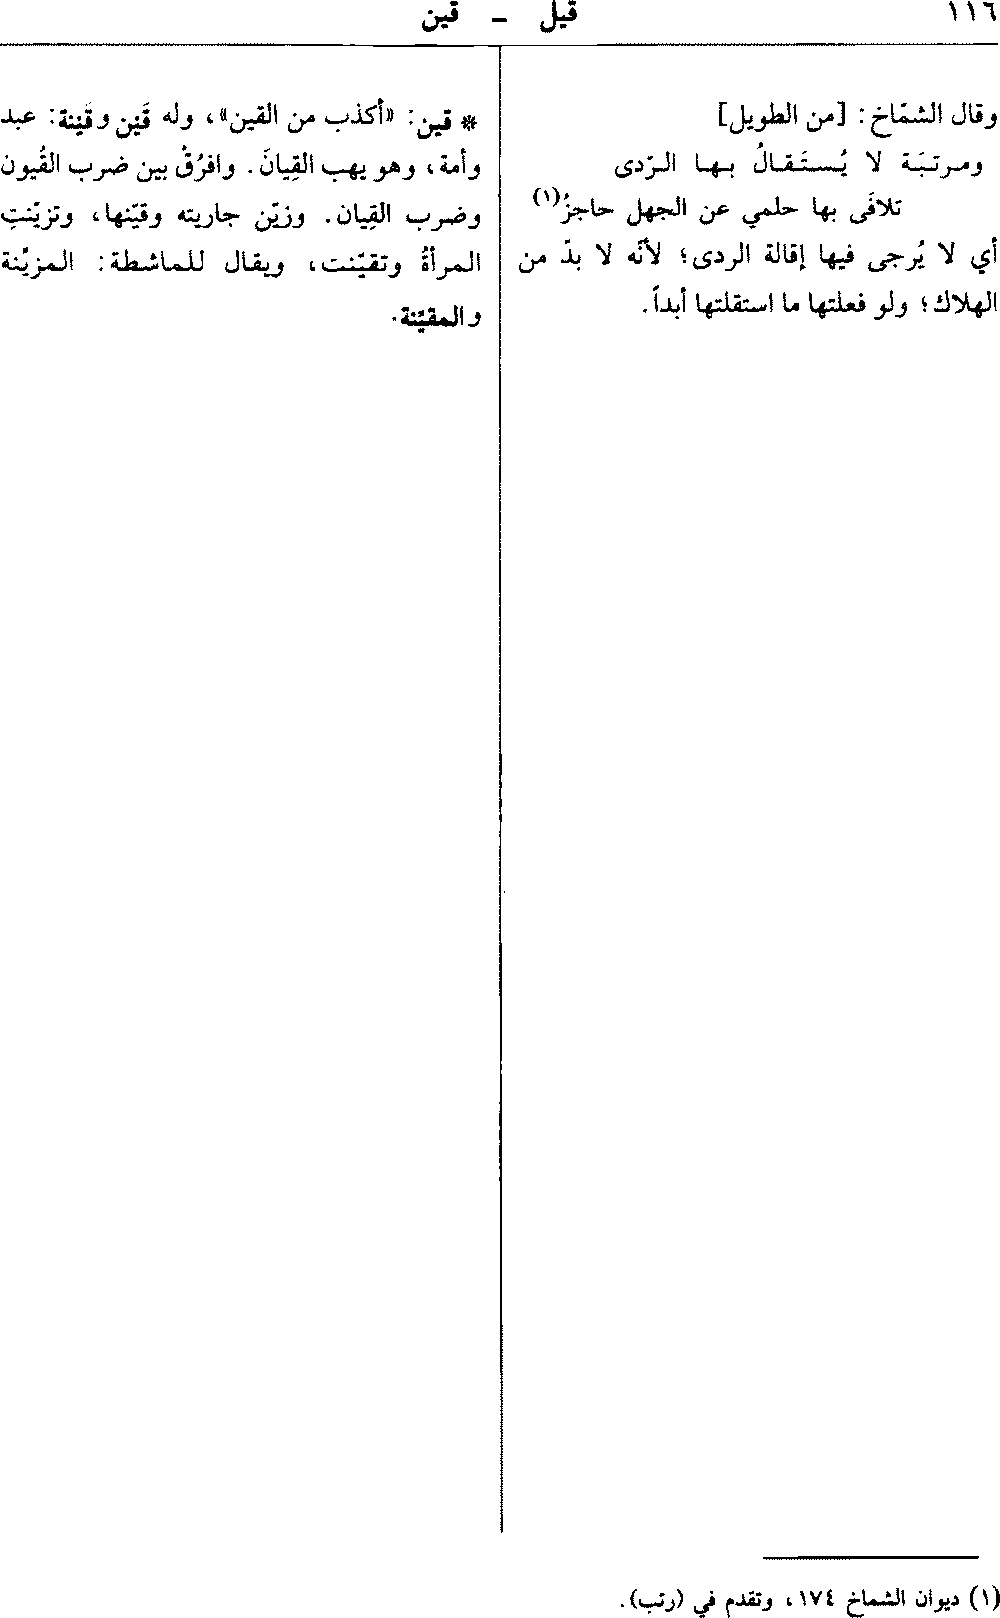 ١١٦
قيل – قين
وقال الشمّاخ: [من الطويل]
ومرتبَة لا يُستَقالُ بها الرّدى
تلافَى بها حلمي عن الجهل حاجزُ(١)
أي لا يُرجى فيها إقالة الردى؛ لأنّه لا بدّ من
الهلاك؛ ولو فعلتها ما استقلتها أبداً.
* قين: «أكذب من القين»، وله قَيْن وقَيْنة: عبد
وأمة، وهو يهب القِيانَ. وافرُقْ بين ضرب القُيون
وضرب القِيان. وزيّن جاريته وقيّنها، وتزيّنتِ
المرأةُ وتقيّنت، ويقال للماشطة: المزيِّنة
والمقيِّنة.
(١) ديوان الشماخ ١٧٤، وتقدم في (رتب).